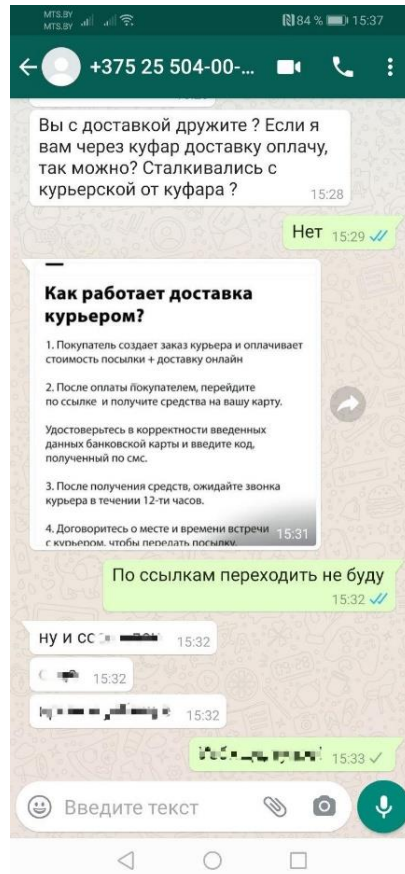 MTS.BY
MTS.BY
84 % 15:37
+375 25 504-00-...
Вы с доставкой дружите ? Если я
вам через куфар доставку оплачу,
так можно? Сталкивались с
курьерской от куфара ?
15:28
Нет 15:29
Как работает доставка
курьером?
1. Покупатель создает заказ курьера и оплачивает
стоимость посылки + доставку онлайн
2. После оплаты покупателем, перейдите
по ссылке и получите средства на вашу карту.
Удостоверьтесь в корректности введенных
данных банковской карты и введите код,
полученный по смс.
3. После получения средств, ожидайте звонка
курьера в течении 12-ти часов.
4. Договоритесь о месте и времени встречи
с курьером, чтобы передать посылку.
15:31
По ссылкам переходить не буду
15:32
ну и 15:32
15:32
15:32
15:33
Введите текст